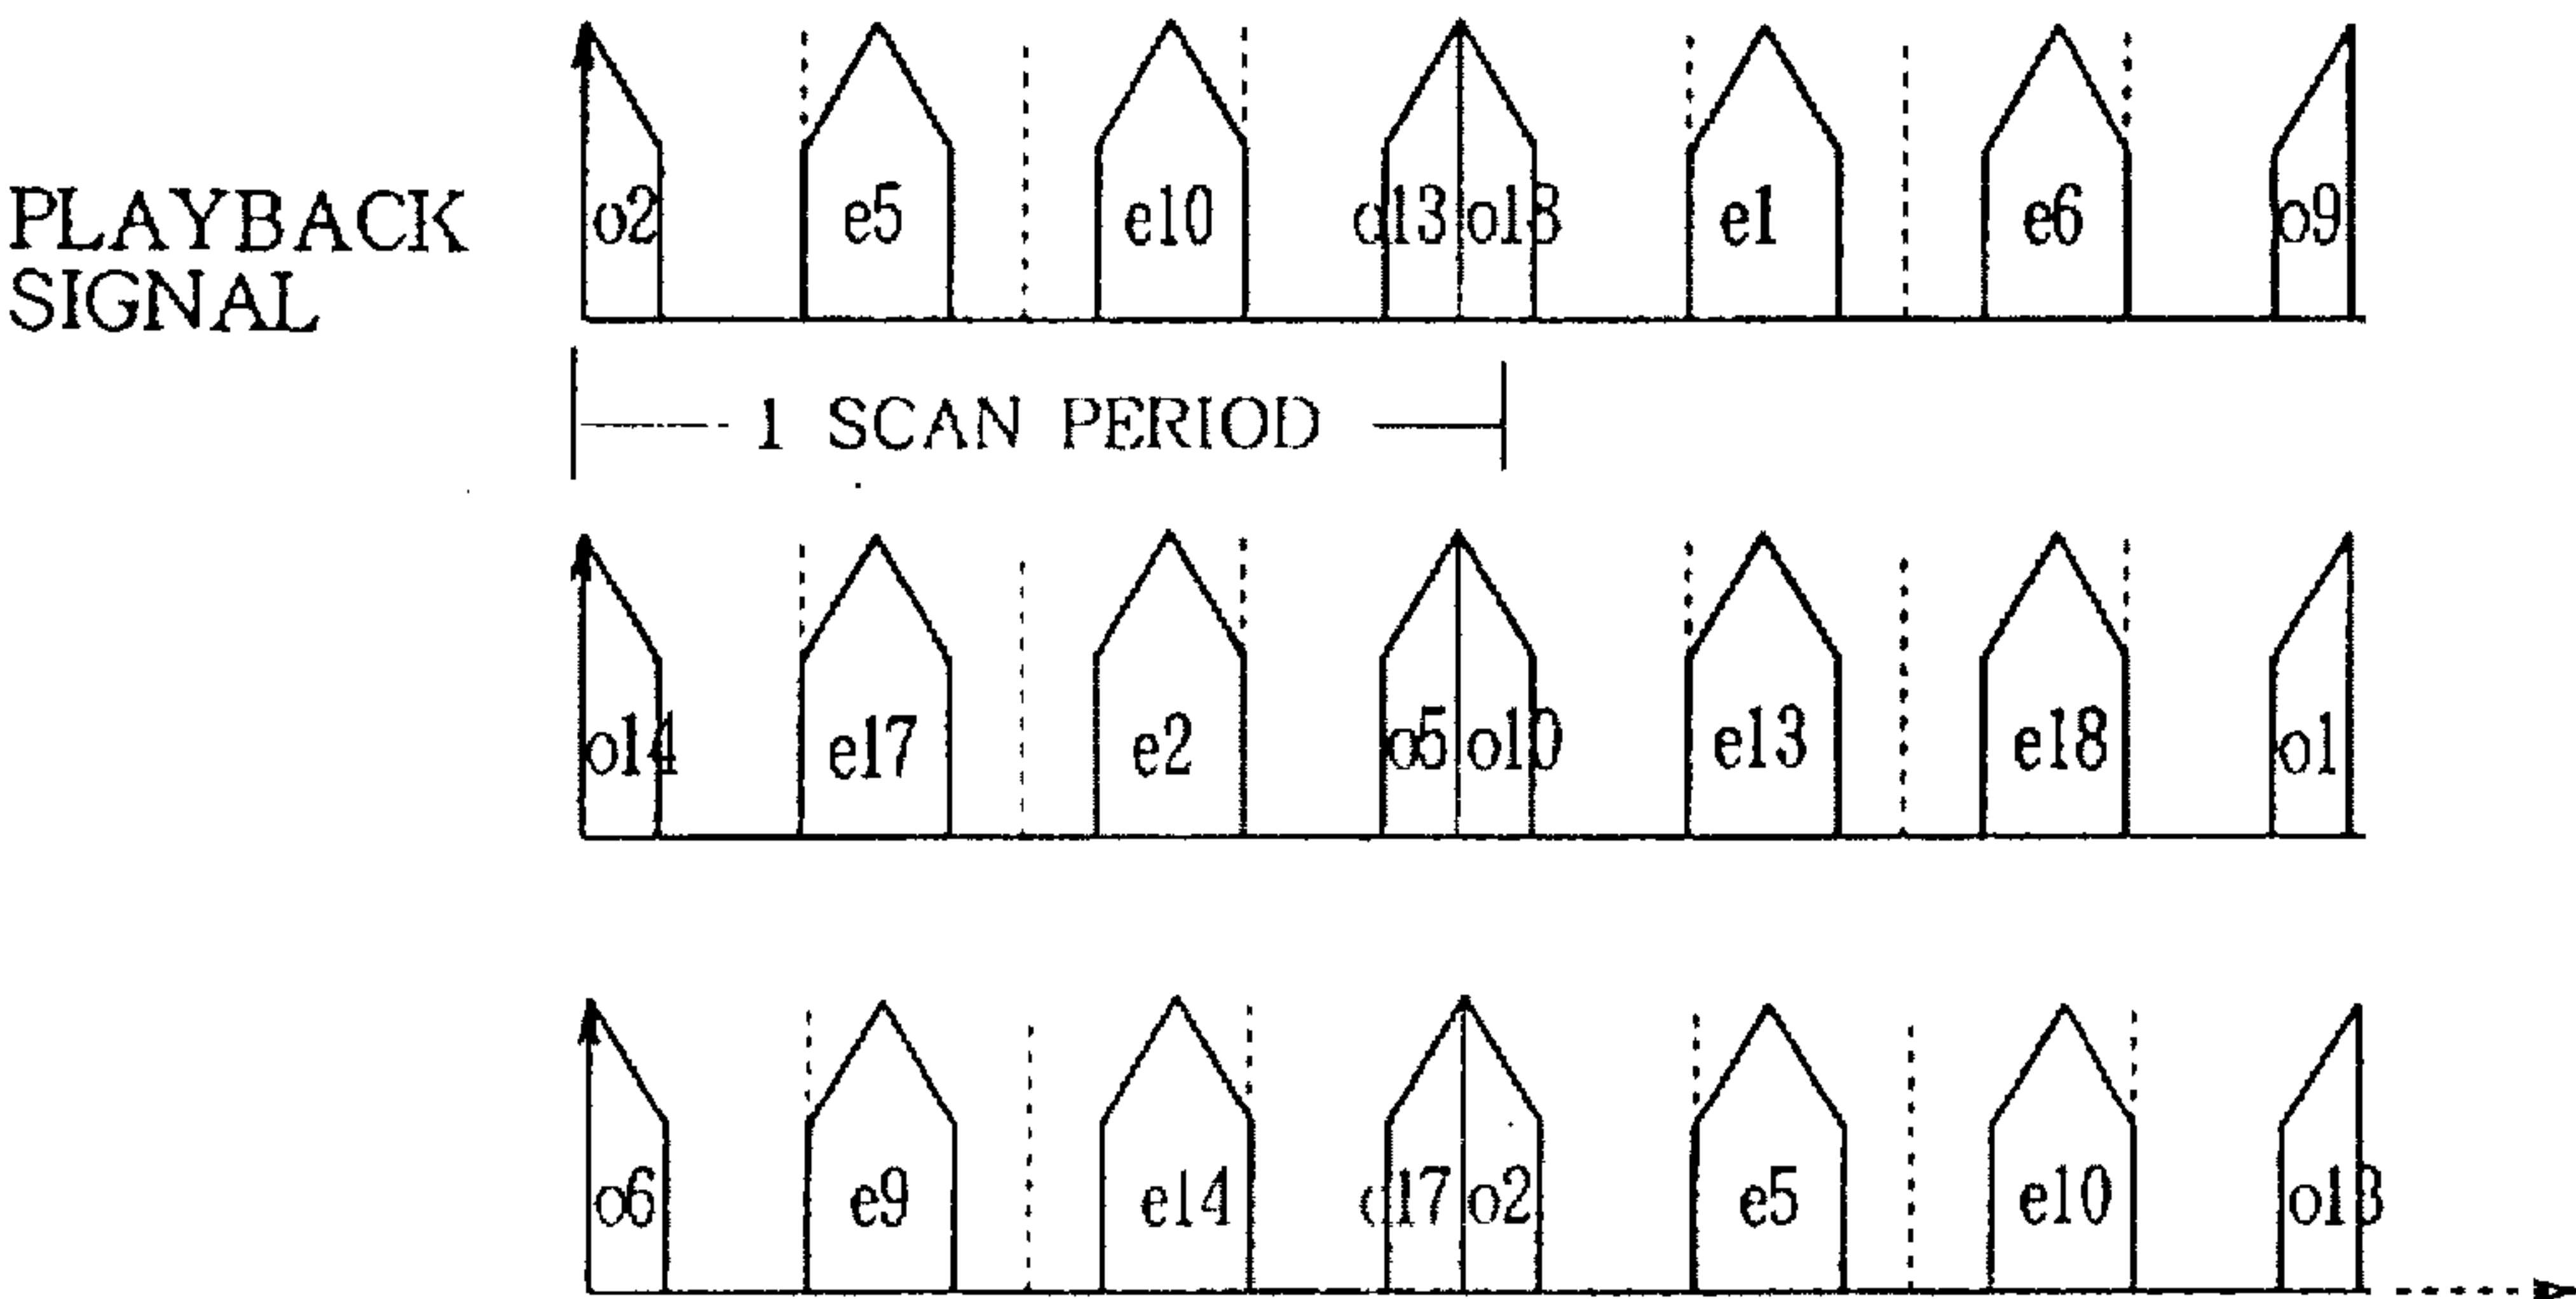 PLAYBACK
SIGNAL
o2 e5 e10 o13 o18 e1 e6 o9
1 SCAN PERIOD
o14 e17 e2 o5 o10 e13 e18 o1
o6 e9 e14 o17 o2 e5 e10 o13